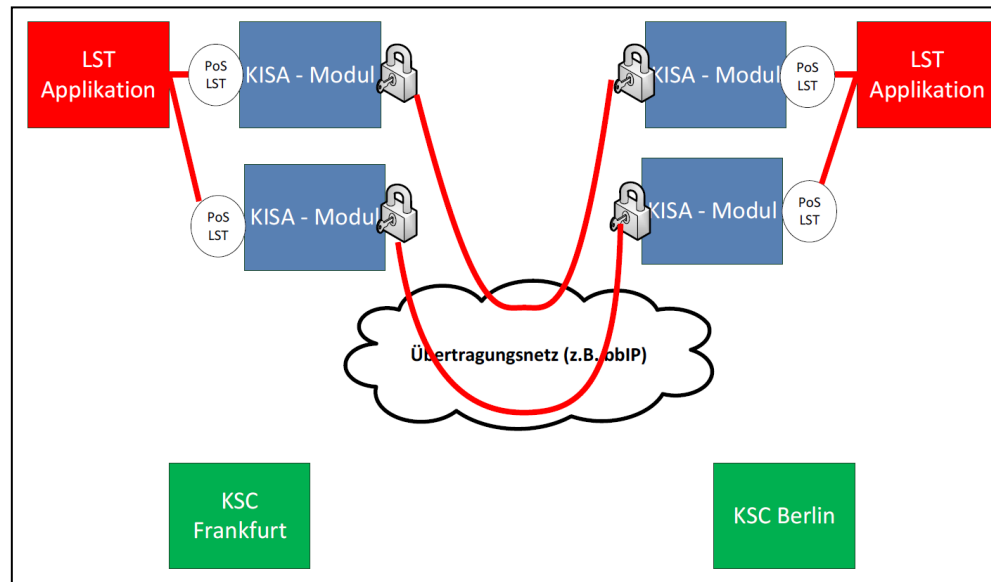 LST
Applikation
PoS
LST
KISA - Modul
KISA - Modul
PoS
LST
LST
Applikation
PoS
LST
KISA - Modul
KISA - Modul
PoS
LST
Übertragungsnetz (z.B. bbIP)
KSC
Frankfurt
KSC Berlin